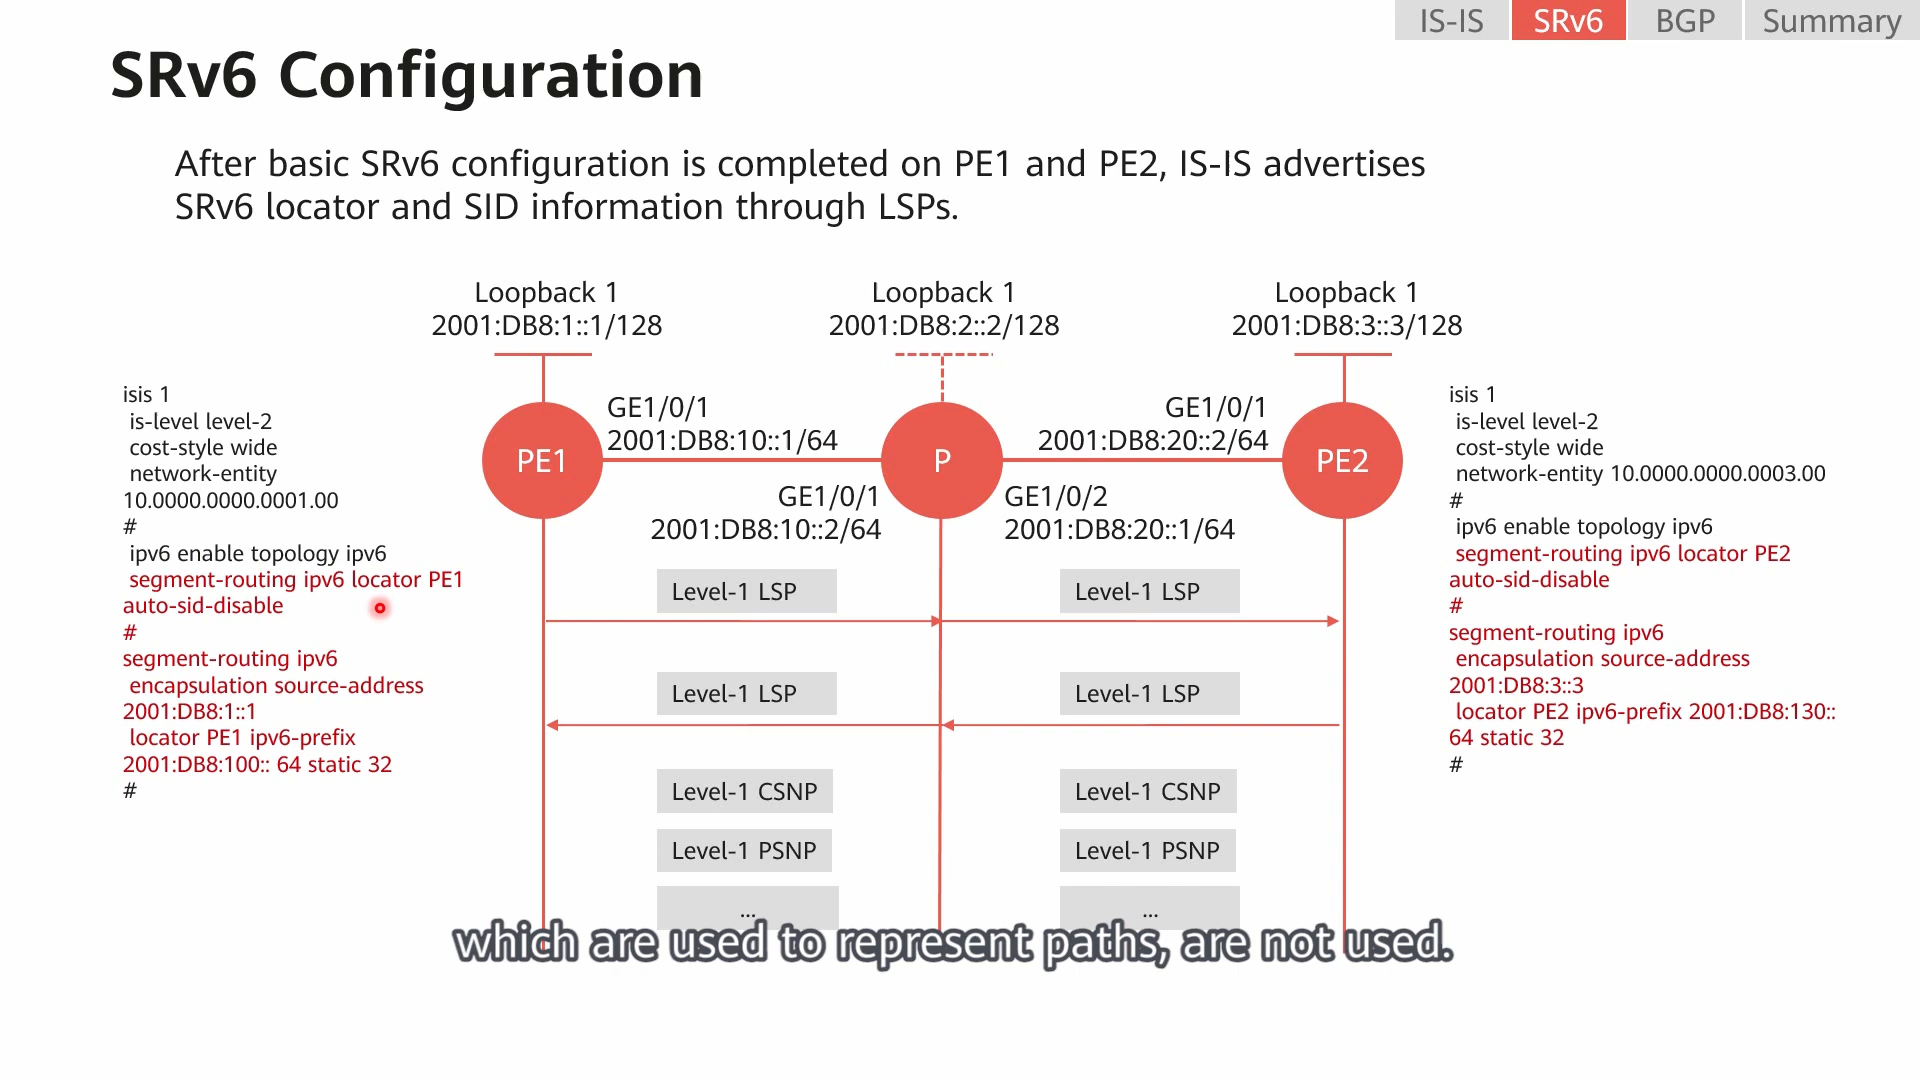 IS-IS
SRv6
BGP
Summary
SRv6 Configuration
After basic SRv6 configuration is completed on PE1 and PE2, IS-IS advertises
SRv6 locator and SID information through LSPs.
Loopback 1
2001:DB8:1::1/128
Loopback 1
2001:DB8:2::2/128
Loopback 1
2001:DB8:3::3/128
isis 1
is-level level-2
cost-style wide
network-entity
10.0000.0000.0001.00
#
ipv6 enable topology ipv6
segment-routing ipv6 locator PE1
auto-sid-disable
#
segment-routing ipv6
encapsulation source-address
2001:DB8:1::1
locator PE1 ipv6-prefix
2001:DB8:100:: 64 static 32
#
PE1
GE1/0/1
2001:DB8:10::1/64
GE1/0/1
2001:DB8:10::2/64
P
GE1/0/1
2001:DB8:20::2/64
GE1/0/2
2001:DB8:20::1/64
PE2
Level-1 LSP
Level-1 LSP
Level-1 LSP
Level-1 LSP
Level-1 CSNP
Level-1 CSNP
Level-1 PSNP
Level-1 PSNP
...
...
isis 1
is-level level-2
cost-style wide
network-entity 10.0000.0000.0003.00
#
ipv6 enable topology ipv6
segment-routing ipv6 locator PE2
auto-sid-disable
#
segment-routing ipv6
encapsulation source-address
2001:DB8:3::3
locator PE2 ipv6-prefix 2001:DB8:130::
64 static 32
#
which are used to represent paths, are not used.